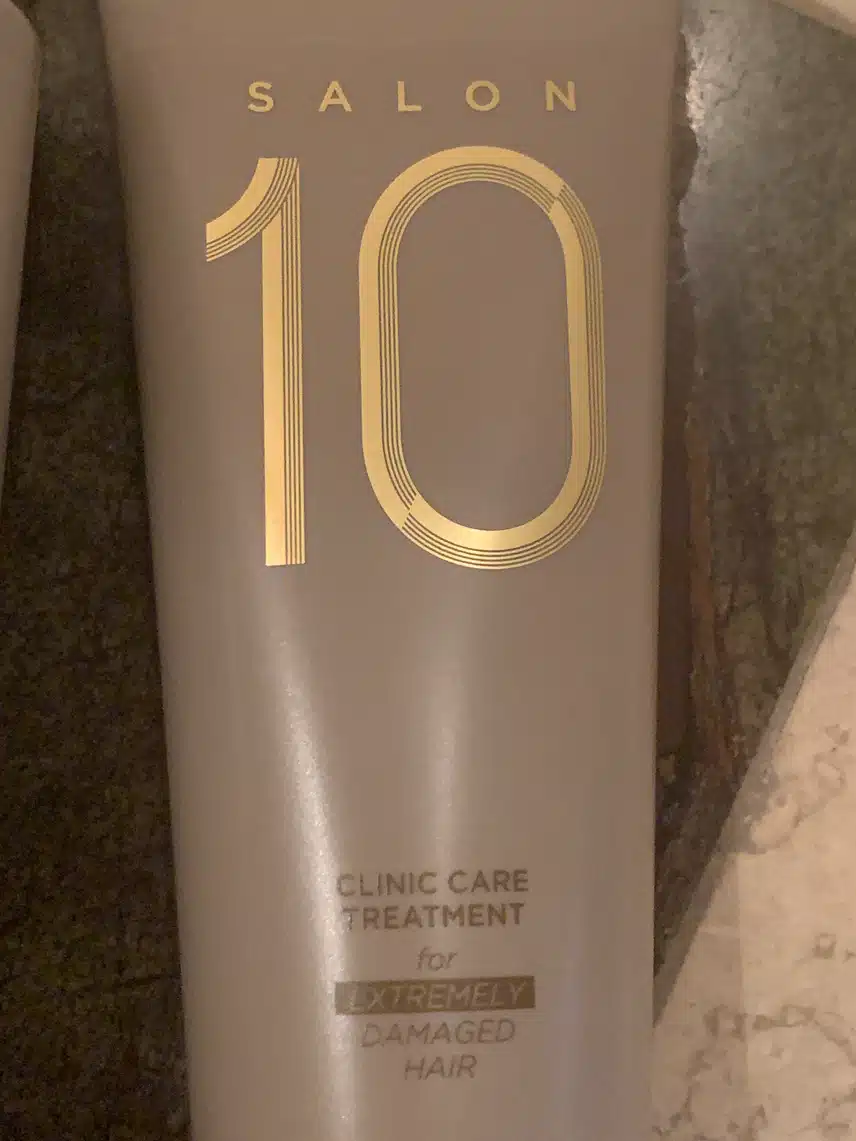 SALON
10
CLINIC CARE
TREATMENT
for
EXTREMELY
DAMAGED
HAIR